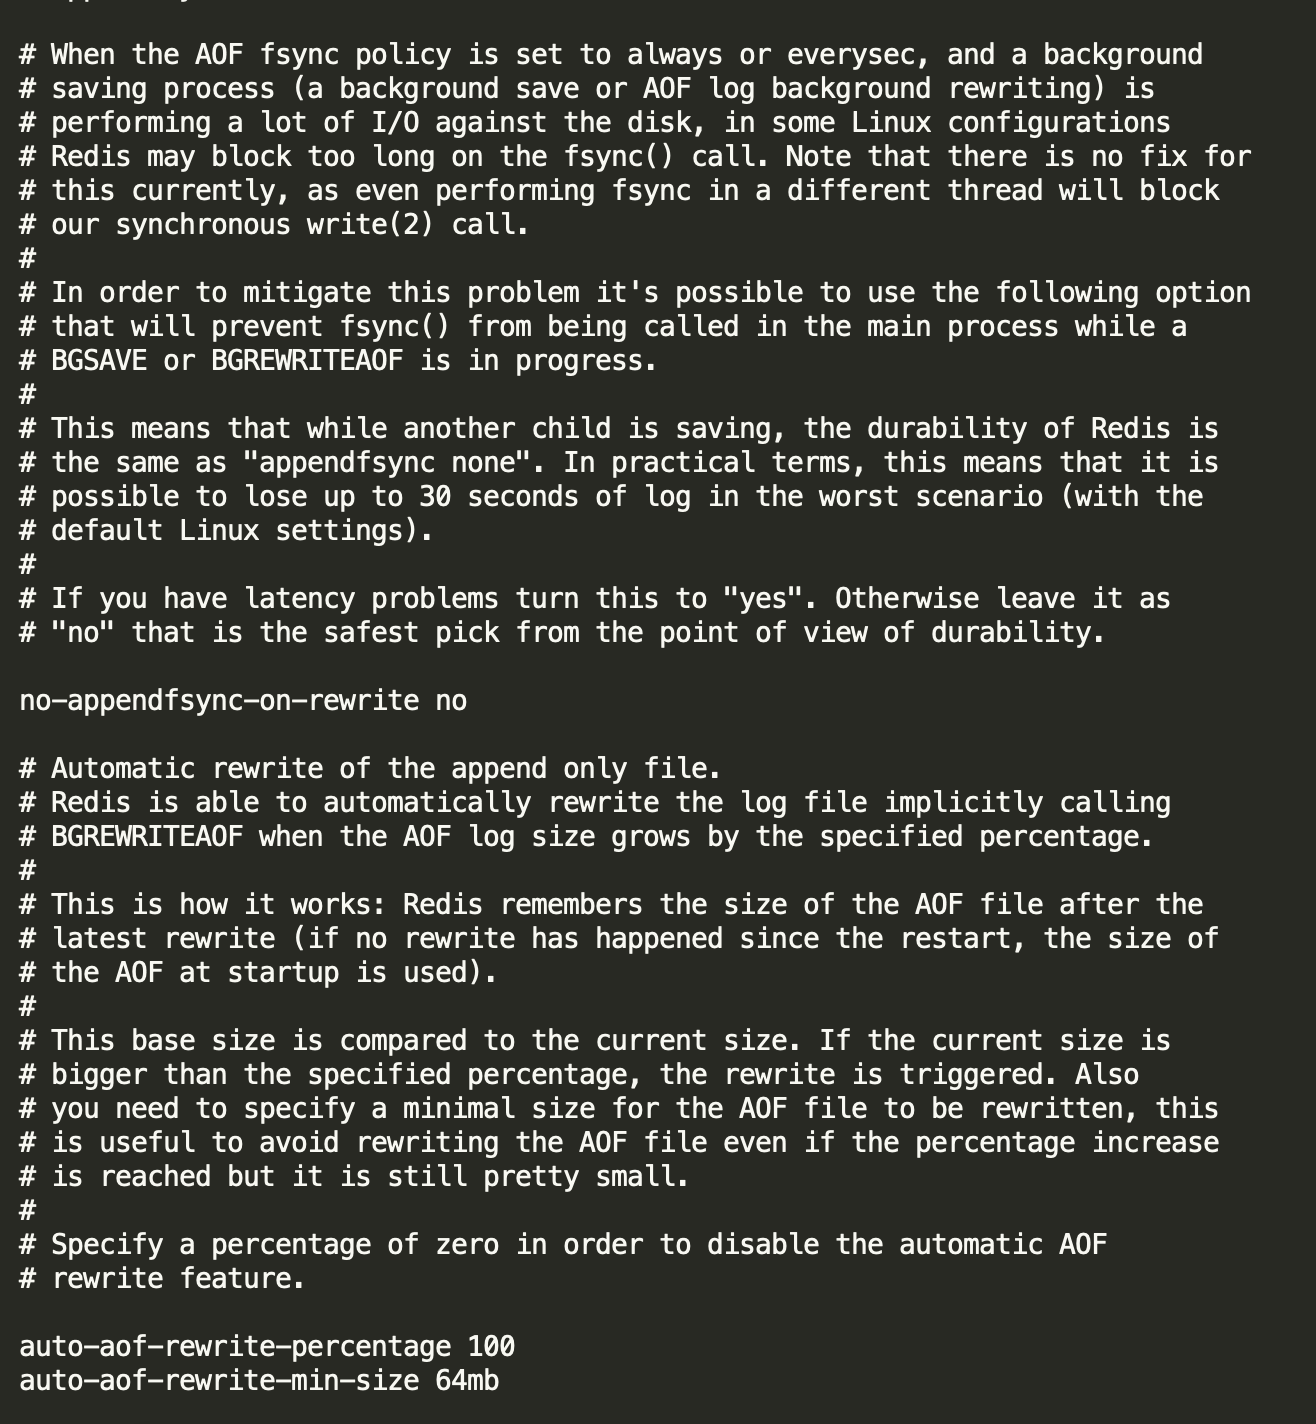 # When the AOF fsync policy is set to always or everysec, and a background
# saving process (a background save or AOF log background rewriting) is
# performing a lot of I/O against the disk, in some Linux configurations
# Redis may block too long on the fsync() call. Note that there is no fix for
# this currently, as even performing fsync in a different thread will block
# our synchronous write(2) call.
#
# In order to mitigate this problem it's possible to use the following option
# that will prevent fsync() from being called in the main process while a
# BGSAVE or BGREWRITEAOF is in progress.
#
# This means that while another child is saving, the durability of Redis is
# the same as "appendfsync none". In practical terms, this means that it is
# possible to lose up to 30 seconds of log in the worst scenario (with the
# default Linux settings).
#
# If you have latency problems turn this to "yes". Otherwise leave it as
# "no" that is the safest pick from the point of view of durability.

no-appendfsync-on-rewrite no

# Automatic rewrite of the append only file.
# Redis is able to automatically rewrite the log file implicitly calling
# BGREWRITEAOF when the AOF log size grows by the specified percentage.
#
# This is how it works: Redis remembers the size of the AOF file after the
# latest rewrite (if no rewrite has happened since the restart, the size of
# the AOF at startup is used).
#
# This base size is compared to the current size. If the current size is
# bigger than the specified percentage, the rewrite is triggered. Also
# you need to specify a minimal size for the AOF file to be rewritten, this
# is useful to avoid rewriting the AOF file even if the percentage increase
# is reached but it is still pretty small.
#
# Specify a percentage of zero in order to disable the automatic AOF
# rewrite feature.

auto-aof-rewrite-percentage 100
auto-aof-rewrite-min-size 64mb